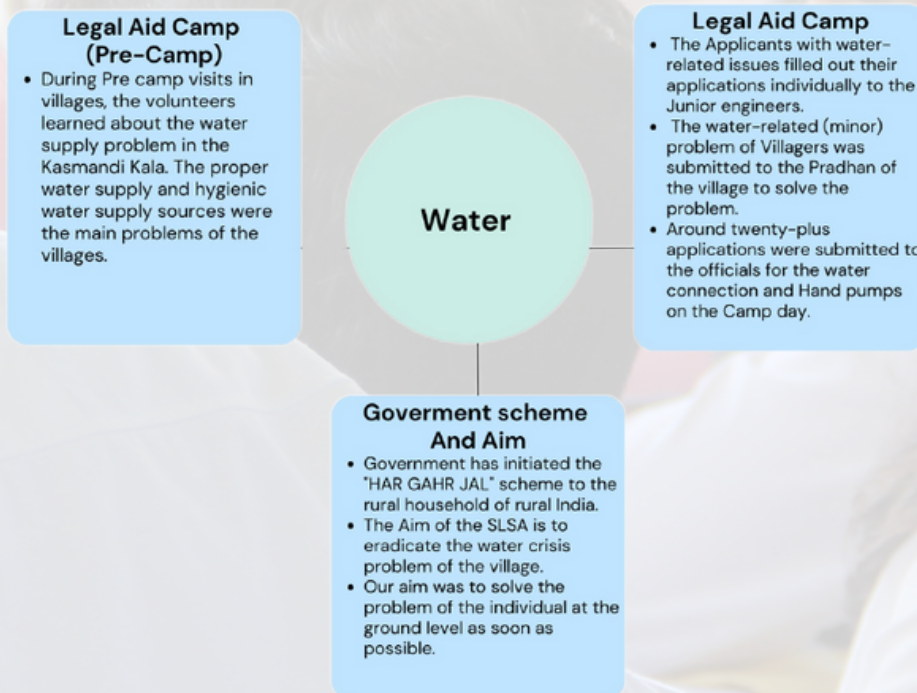 Legal Aid Camp
(Pre-Camp)
• During Pre camp visits in
villages, the volunteers
learned about the water
supply problem in the
Kasmandi Kala. The proper
water supply and hygienic
water supply sources were
the main problems of the
villages.
Water
Legal Aid Camp
• The Applicants with water-
related issues filled out their
applications individually to the
Junior engineers.
• The water-related (minor)
problem of Villagers was
submitted to the Pradhan of
the village to solve the
problem.
• Around twenty-plus
applications were submitted to
the officials for the water
connection and Hand pumps
on the Camp day.
Goverment scheme
And Aim
• Government has initiated the
"HAR GAHR JAL" scheme to the
rural household of rural India.
• The Aim of the SLSA is to
eradicate the water crisis
problem of the village.
• Our aim was to solve the
problem of the individual at the
ground level as soon as
possible.